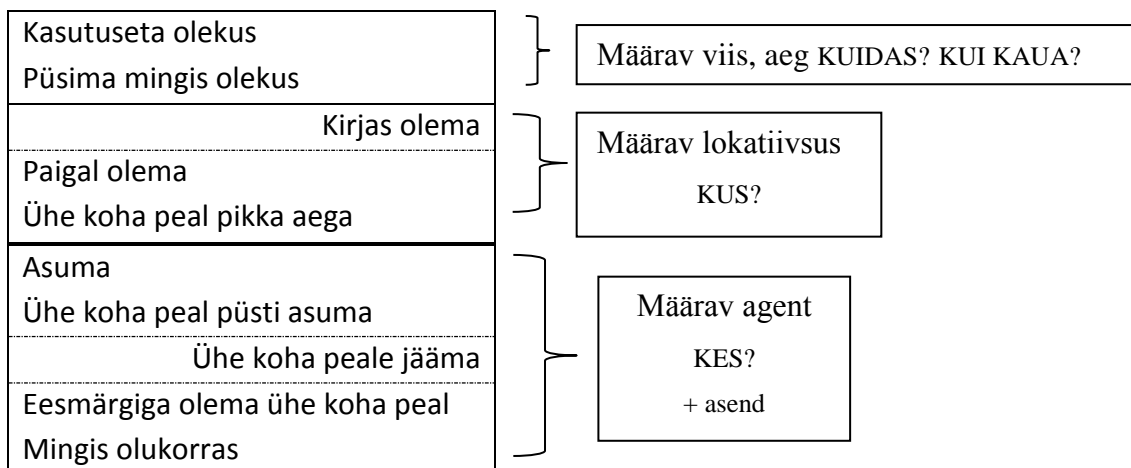 Kasutuseta olekus
Püsima mingis olekus
Määrav viis, aeg KUIDAS? KUI KAUA?
Kirjas olema
Paigal olema
Ühe koha peal pikka aega
Määrav lokatiivsus
KUS?
Asuma
Ühe koha peal püsti asuma
Ühe koha peale jääma
Eesmärgiga olema ühe koha peal
Mingis olukorras
Määrav agent
KES?
+ asend